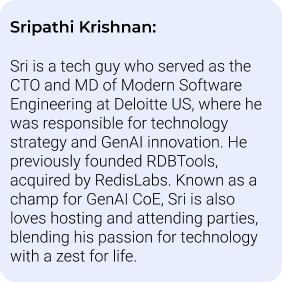 Sripathi Krishnan:
Sri is a tech guy who served as the
CTO and MD of Modern Software
Engineering at Deloitte US, where he
was responsible for technology
strategy and GenAI innovation. He
previously founded RDBTools,
acquired by RedisLabs. Known as a
champ for GenAI CoE, Sri is also
loves hosting and attending parties,
blending his passion for technology
with a zest for life.